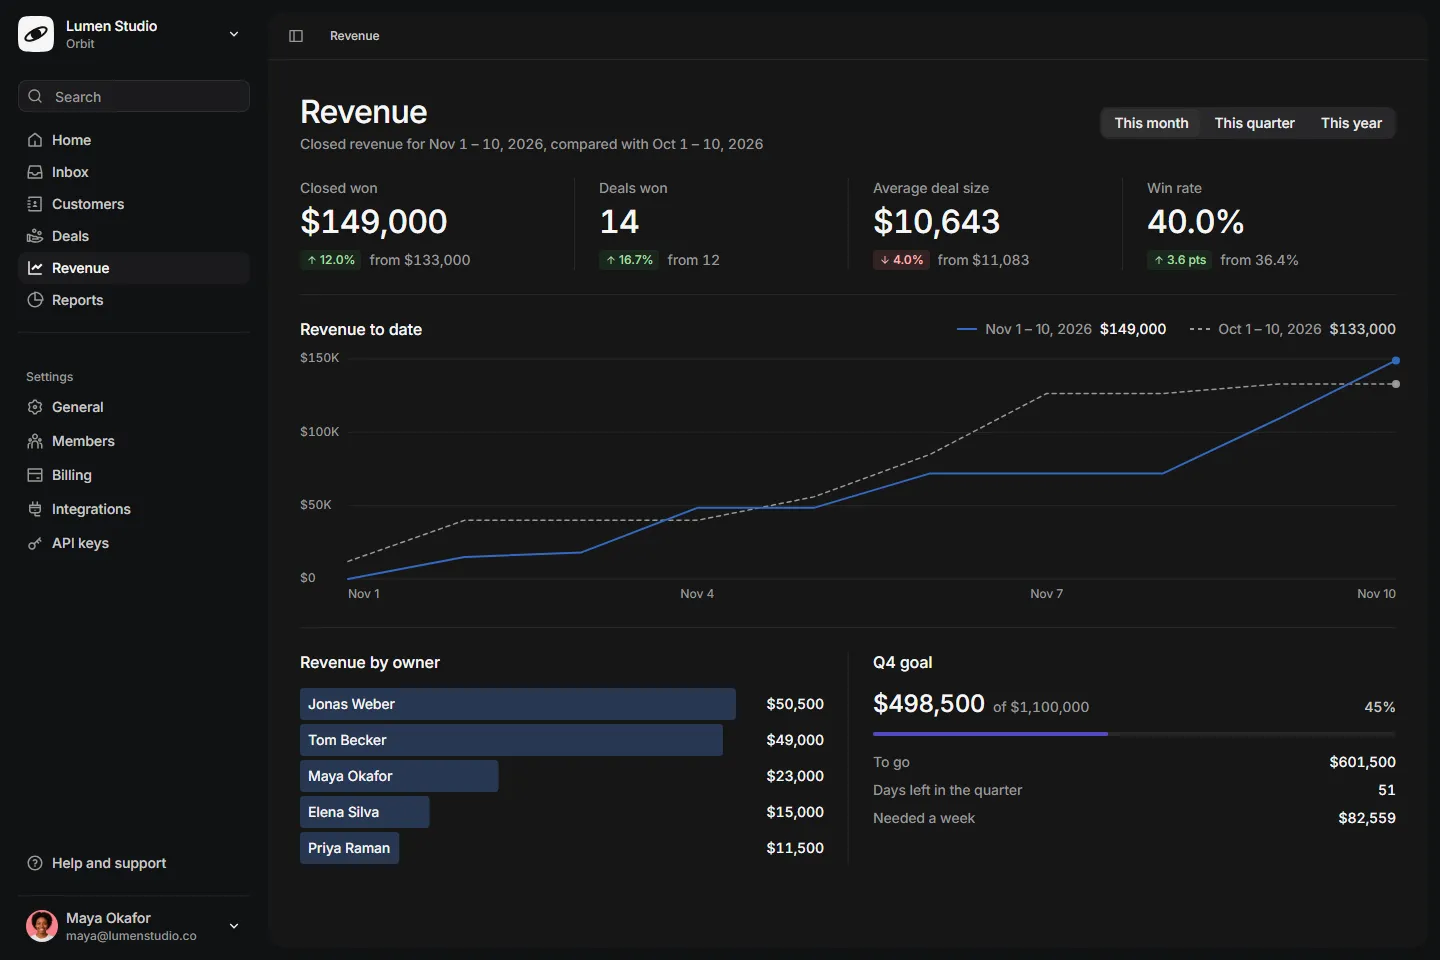 Lumen Studio
Orbit
Search
Home
Inbox
Customers
Deals
Revenue
Reports
Settings
General
Members
Billing
Integrations
API keys
Help and support
Maya Okafor
maya@lumenstudio.co
Revenue
Revenue
Closed revenue for Nov 1 – 10, 2026, compared with Oct 1 – 10, 2026
This month This quarter This year
Closed won
$149,000
↑ 12.0% from $133,000
Deals won
14
↑ 16.7% from 12
Average deal size
$10,643
↓ 4.0% from $11,083
Win rate
40.0%
↑ 3.6 pts from 36.4%
Revenue to date
Nov 1 – 10, 2026 $149,000
Oct 1 – 10, 2026 $133,000
$150K
$100K
$50K
$0
Nov 1 Nov 4 Nov 7 Nov 10
Revenue by owner
Jonas Weber $50,500
Tom Becker $49,000
Maya Okafor $23,000
Elena Silva $15,000
Priya Raman $11,500
Q4 goal
$498,500 of $1,100,000 45%
To go $601,500
Days left in the quarter 51
Needed a week $82,559